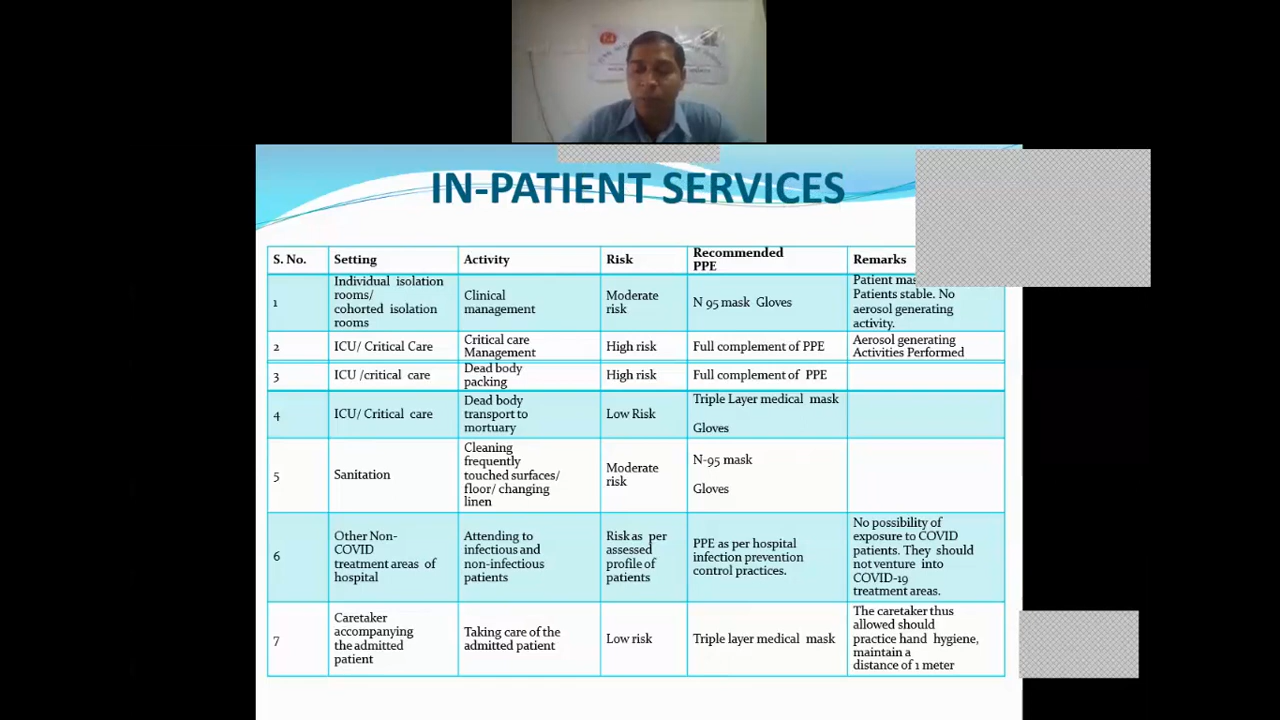 IN-PATIENT SERVICES
S. No. Setting Activity Risk Recommended PPE Remarks
1
Individual isolation
rooms/
cohorted isolation
rooms
Clinical
management
Moderate
risk
N 95 mask Gloves
Patient
Patients stable. No
aerosol generating
activity.
2
ICU/ Critical Care
Critical care
Management
High risk
Full complement of PPE
Aerosol generating
Activities Performed
3
ICU /critical care
Dead body
packing
High risk
Full complement of PPE
4
ICU/ Critical care
Dead body
transport to
mortuary
Low Risk
Triple Layer medical mask
Gloves
5
Sanitation
Cleaning
frequently
touched surfaces/
floor/ changing
linen
Moderate
risk
N-95 mask
Gloves
6
Other Non-
COVID
treatment areas of
hospital
Attending to
infectious and
non-infectious
patients
Risk as per
assessed
profile of
patients
PPE as per hospital
infection prevention
control practices.
No possibility of
exposure to COVID
patients. They should
not venture into
COVID-19
treatment areas.
7
Caretaker
accompanying
the admitted
patient
Taking care of the
admitted patient
Low risk
Triple layer medical mask
The caretaker thus
allowed should
practice hand hygiene,
maintain a
distance of 1 meter